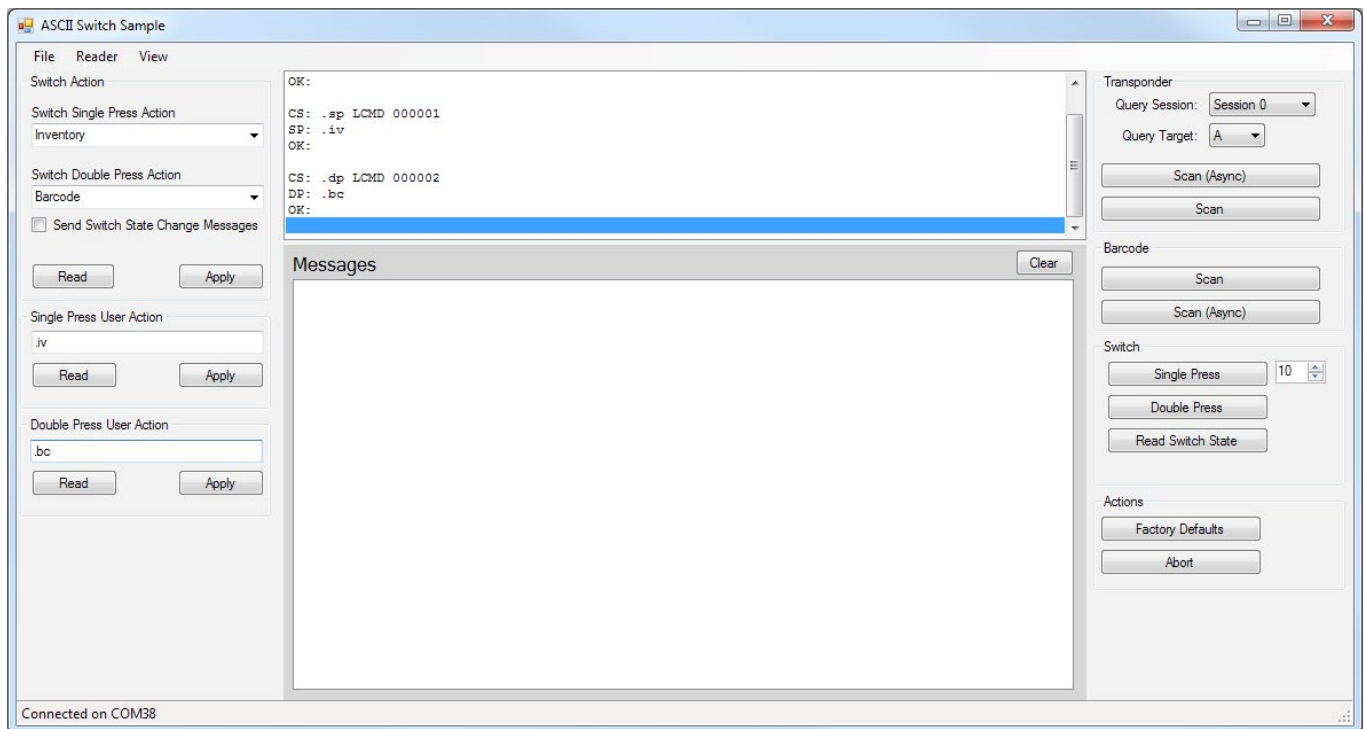 ASCII Switch Sample
File Reader View
Switch Action
Switch Single Press Action
Inventory
Switch Double Press Action
Barcode
Send Switch State Change Messages
Read Apply
Single Press User Action
.iv
Read Apply
Double Press User Action
.bc
Read Apply
OK:
CS: .sp LCMD 000001
SP: .iv
OK:
CS: .dp LCMD 000002
DP: .bc
OK:
Messages Clear
Transponder
Query Session: Session 0
Query Target: A
Scan (Async)
Scan
Barcode
Scan
Scan (Async)
Switch
Single Press 10
Double Press
Read Switch State
Actions
Factory Defaults
Abort
Connected on COM38